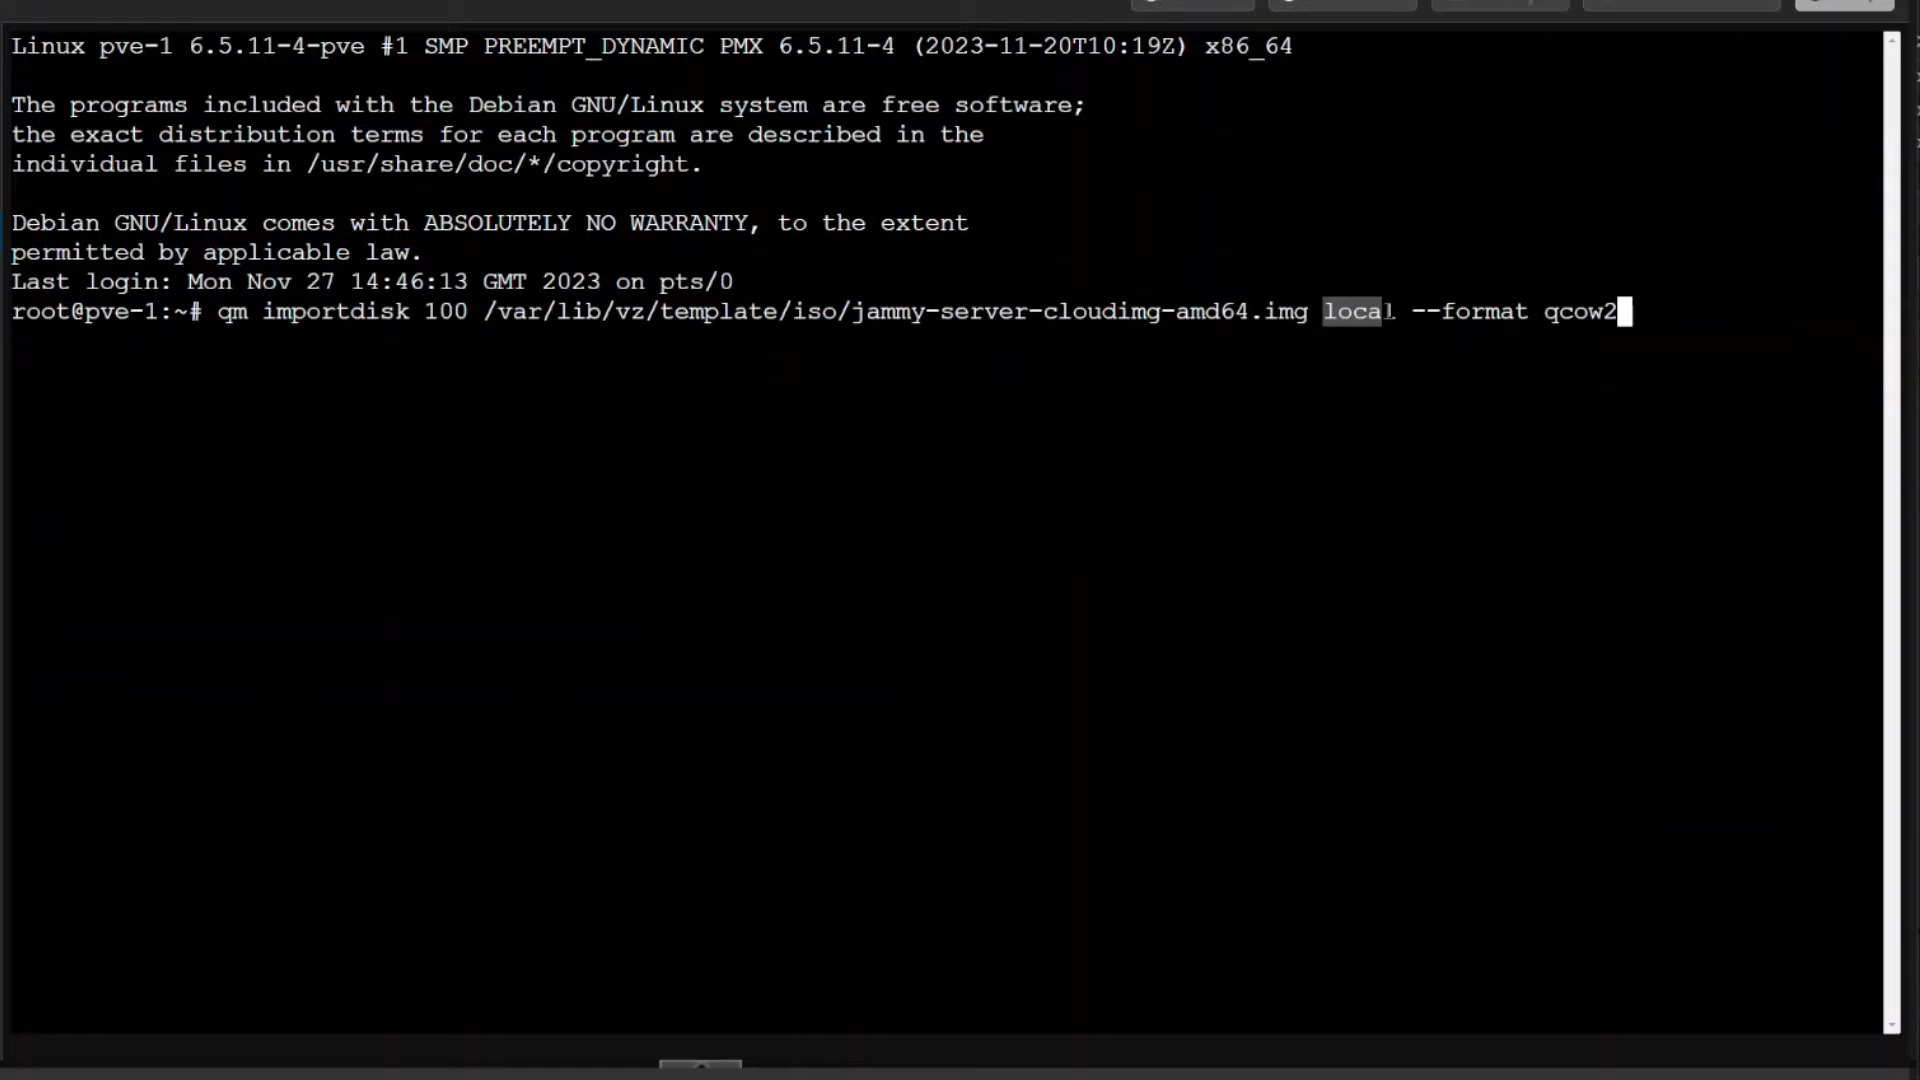 Linux pve-1 6.5.11-4-pve #1 SMP PREEMPT_DYNAMIC PMX 6.5.11-4 (2023-11-20T10:19Z) x86_64
The programs included with the Debian GNU/Linux system are free software;
the exact distribution terms for each program are described in the
individual files in /usr/share/doc/*/copyright.
Debian GNU/Linux comes with ABSOLUTELY NO WARRANTY, to the extent
permitted by applicable law.
Last login: Mon Nov 27 14:46:13 GMT 2023 on pts/0
root@pve-1:~# qm importdisk 100 /var/lib/vz/template/iso/jammy-server-cloudimg-amd64.img local --format qcow2